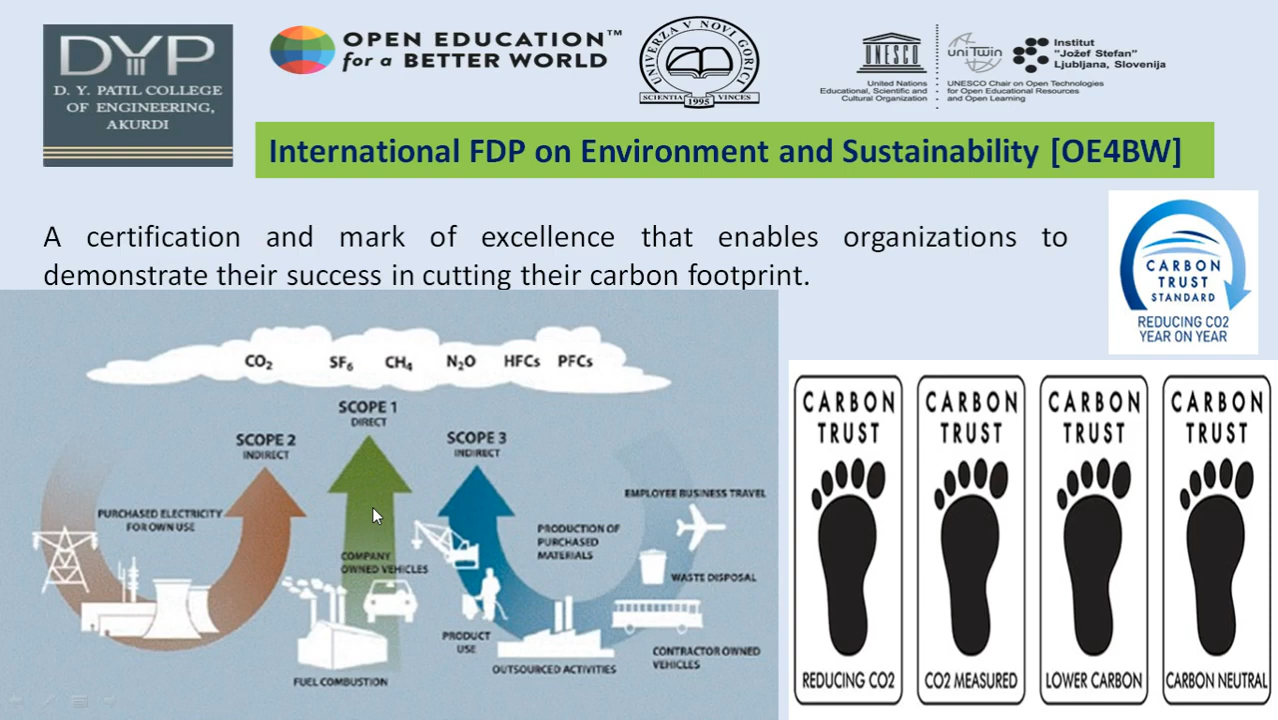 DYP
D. Y. PATIL COLLEGE
OF ENGINEERING,
AKURDI
OPEN EDUCATION™
for a BETTER WORLD
UNIVERZA V NOVI GORICI
SCIENTIA VINCES
1995
UNESCO
United Nations
Educational, Scientific and
Cultural Organization
uniTwin
Institut
"Jožef Stefan"
Ljubljana, Slovenija
UNESCO Chair on Open Technologies
for Open Educational Resources
and Open Learning
International FDP on Environment and Sustainability [OE4BW]
A certification and mark of excellence that enables organizations to
demonstrate their success in cutting their carbon footprint.
CARBON
TRUST
STANDARD
REDUCING CO2
YEAR ON YEAR
CO₂ SF₆ CH₄ N₂O HFCs PFCs
SCOPE 1
DIRECT
SCOPE 2
INDIRECT
SCOPE 3
INDIRECT
PURCHASED ELECTRICITY
FOR OWN USE
COMPANY
OWNED VEHICLES
FUEL COMBUSTION
EMPLOYEE BUSINESS TRAVEL
PRODUCTION OF
PURCHASED
MATERIALS
WASTE DISPOSAL
PRODUCT
USE
OUTSOURCED ACTIVITIES
CONTRACTOR OWNED
VEHICLES
CARBON
TRUST
REDUCING CO2
CARBON
TRUST
CO2 MEASURED
CARBON
TRUST
LOWER CARBON
CARBON
TRUST
CARBON NEUTRAL